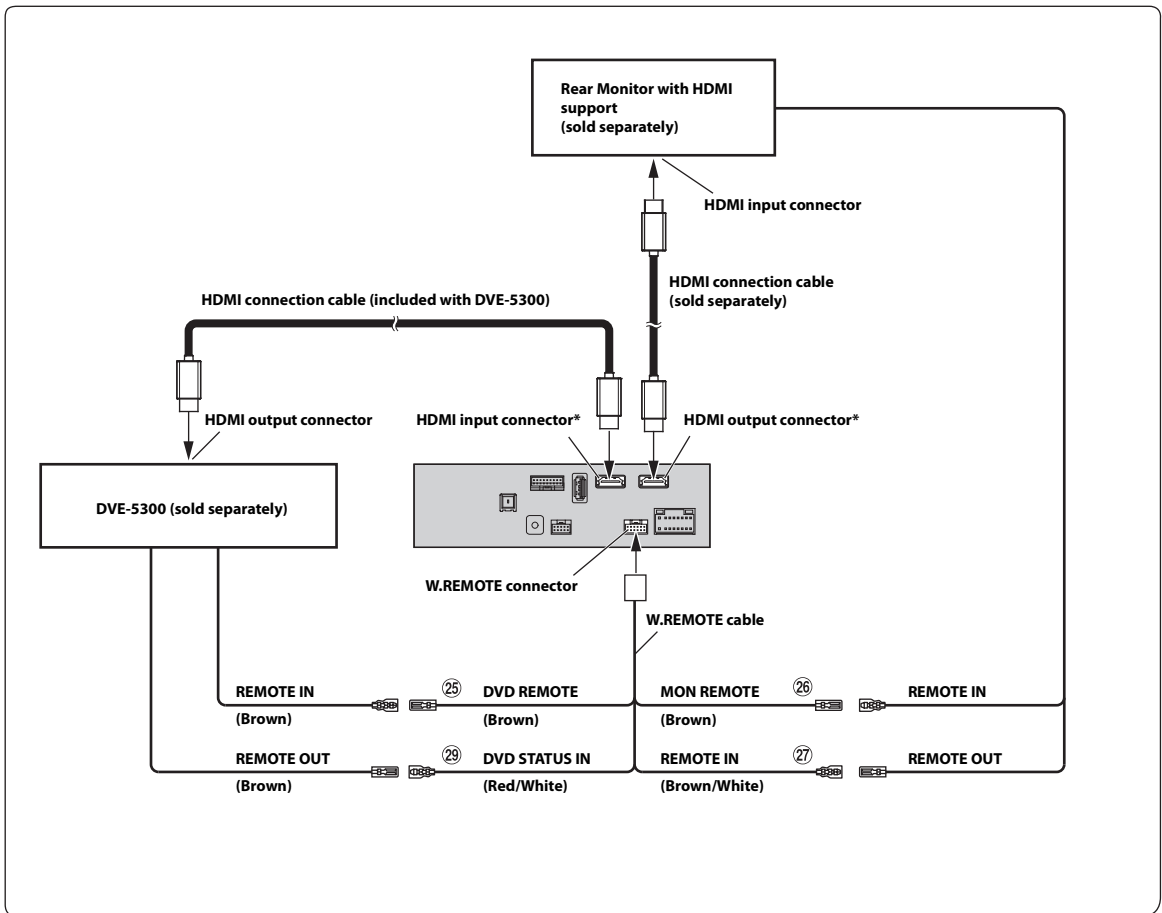 Rear Monitor with HDMI
support
(sold separately)
HDMI input connector
HDMI connection cable
(sold separately)
HDMI connection cable (included with DVE-5300)
HDMI output connector
HDMI input connector*
HDMI output connector*
DVE-5300 (sold separately)
W.REMOTE connector
W.REMOTE cable
REMOTE IN
(Brown)
㉕
DVD REMOTE
(Brown)
MON REMOTE
(Brown)
㉖
REMOTE IN
REMOTE OUT
(Brown)
㉙
DVD STATUS IN
(Red/White)
REMOTE IN
(Brown/White)
㉗
REMOTE OUT